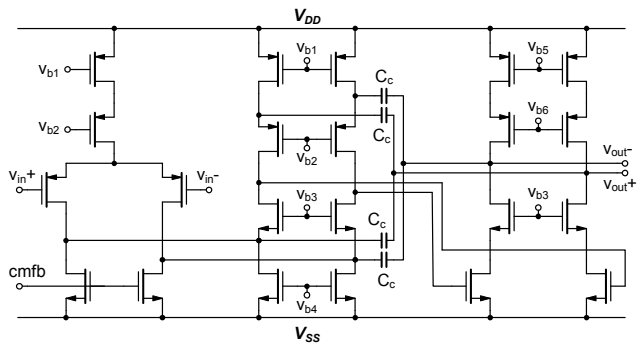 VDD
vb1
vb1
vb5
Cc
vb2
vb6
Cc
vb2
vout-
vin+
vin-
vout+
vb3
vb3
Cc
cmfb
Cc
vb4
VSS